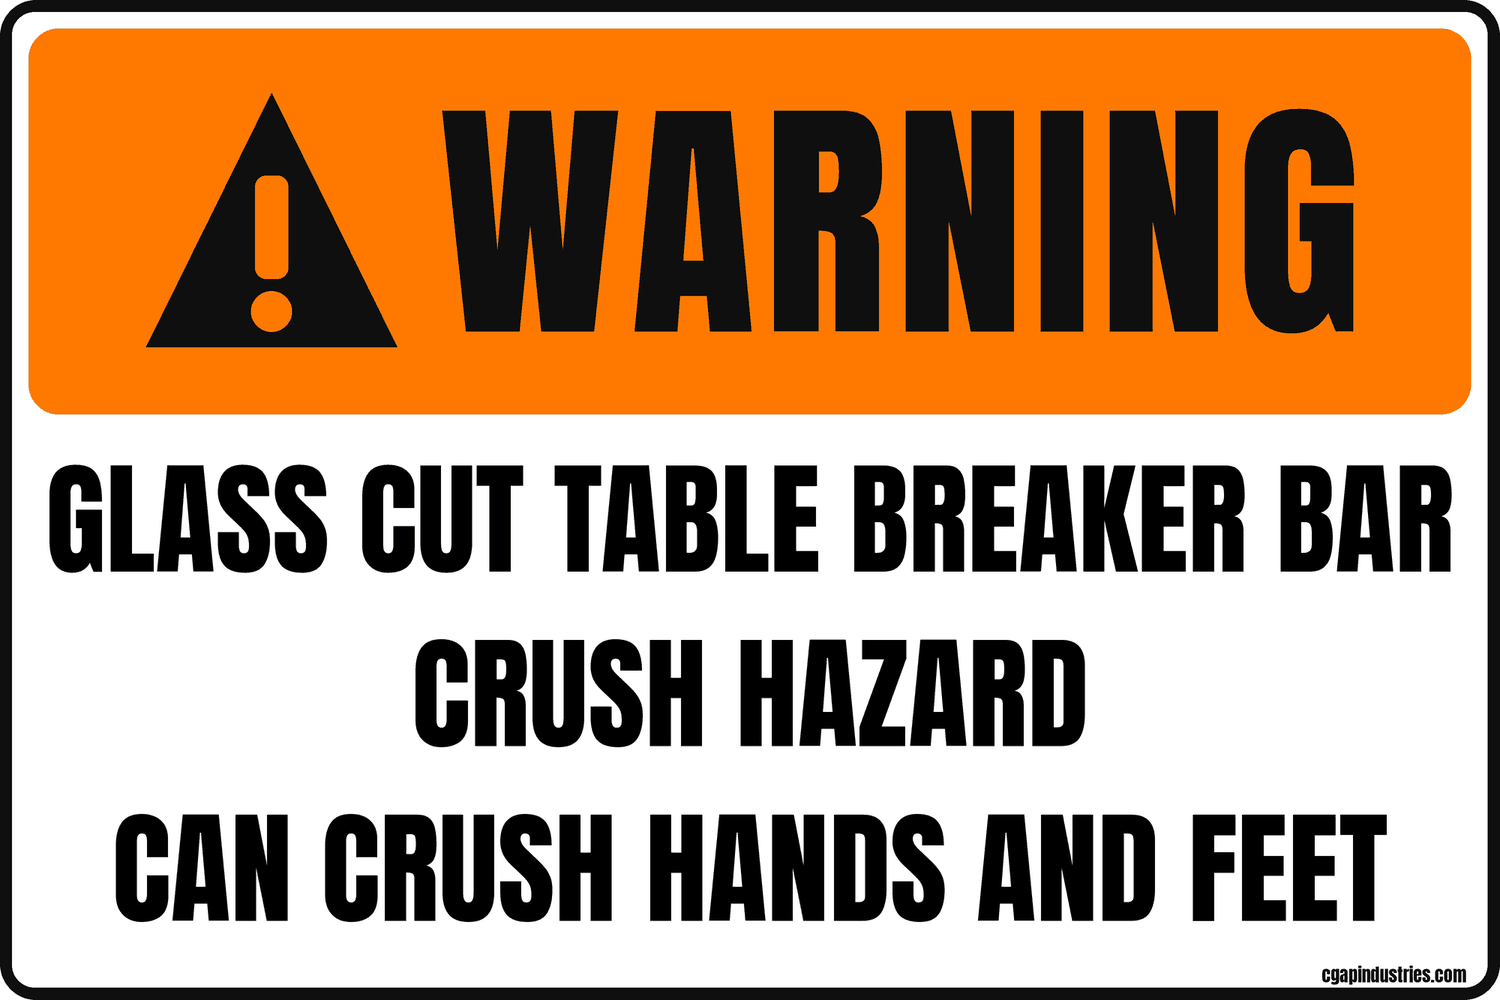 WARNING
GLASS CUT TABLE BREAKER BAR
CRUSH HAZARD
CAN CRUSH HANDS AND FEET
cgapindustries.com